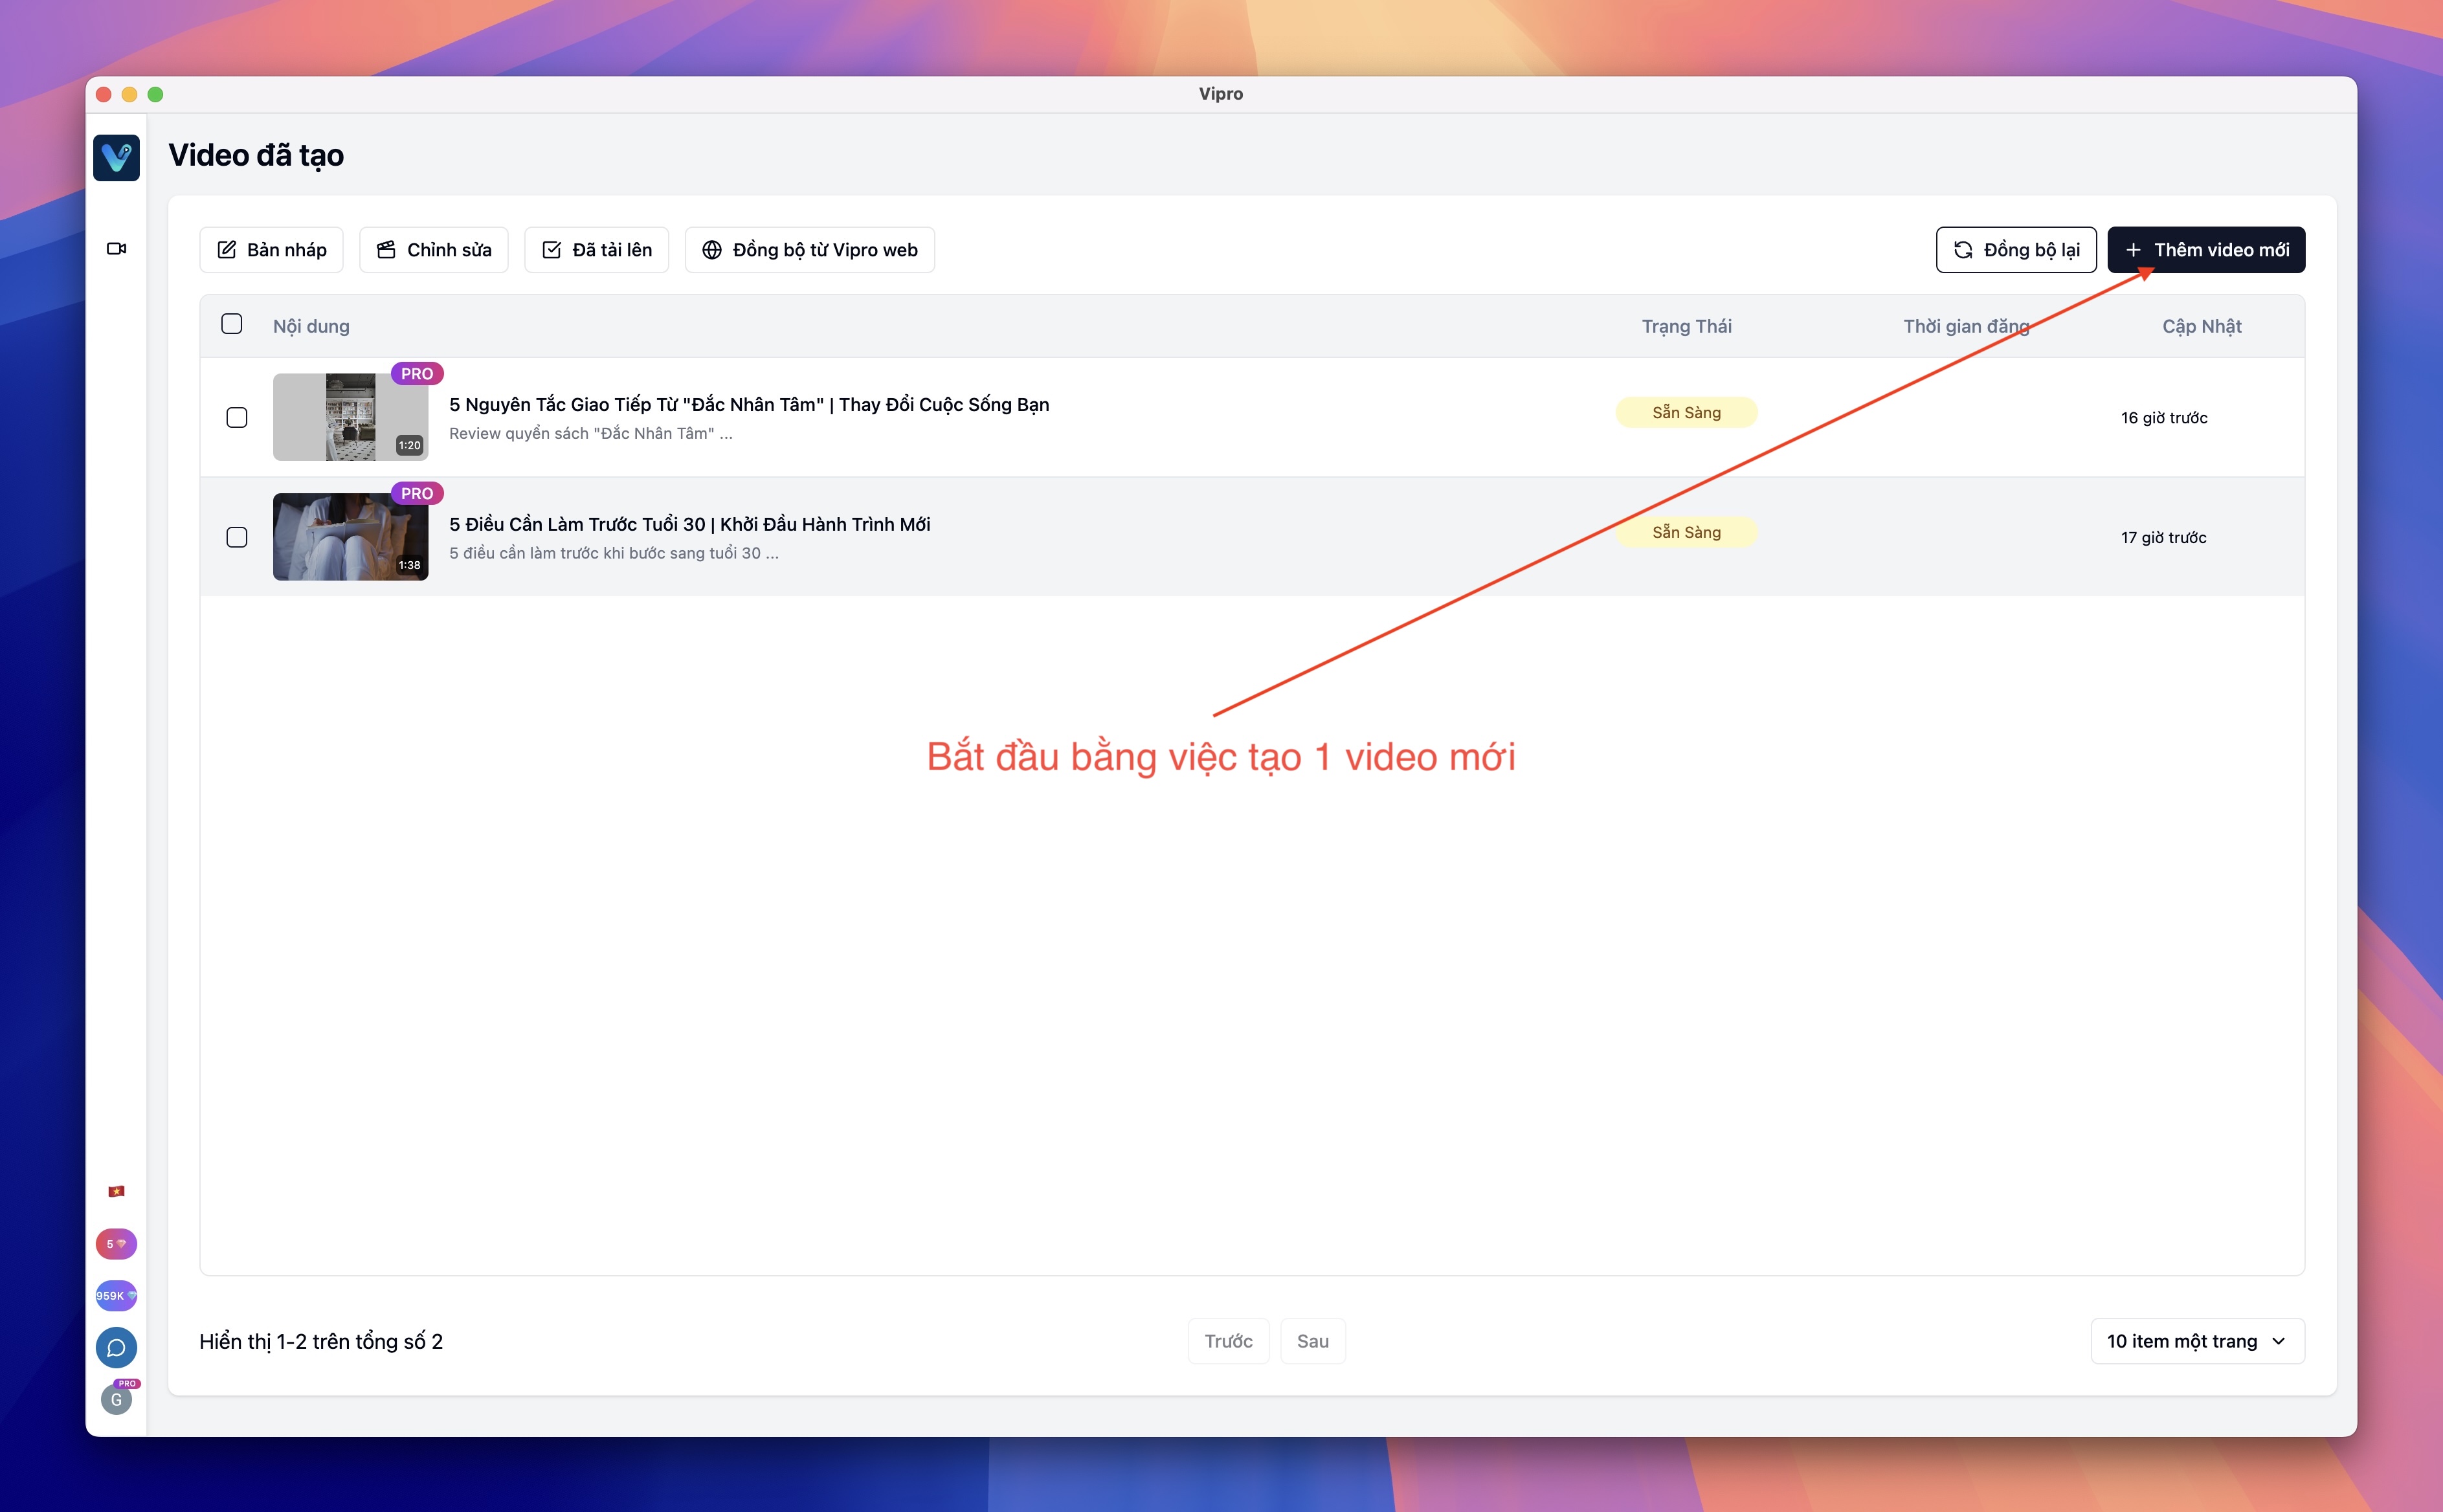 Vipro
Video đã tạo
Bản nháp
Chỉnh sửa
Đã tải lên
Đồng bộ từ Vipro web
Đồng bộ lại
Thêm video mới
Nội dung
Trạng Thái
Thời gian đăng
Cập Nhật
PRO
1:20
5 Nguyên Tắc Giao Tiếp Từ "Đắc Nhân Tâm" | Thay Đổi Cuộc Sống Bạn
Review quyển sách "Đắc Nhân Tâm" ...
Sẵn Sàng
16 giờ trước
PRO
1:38
5 Điều Cần Làm Trước Tuổi 30 | Khởi Đầu Hành Trình Mới
5 điều cần làm trước khi bước sang tuổi 30 ...
Sẵn Sàng
17 giờ trước
Bắt đầu bằng việc tạo 1 video mới
5
959K
PRO
G
Hiển thị 1-2 trên tổng số 2
Trước
Sau
10 item một trang